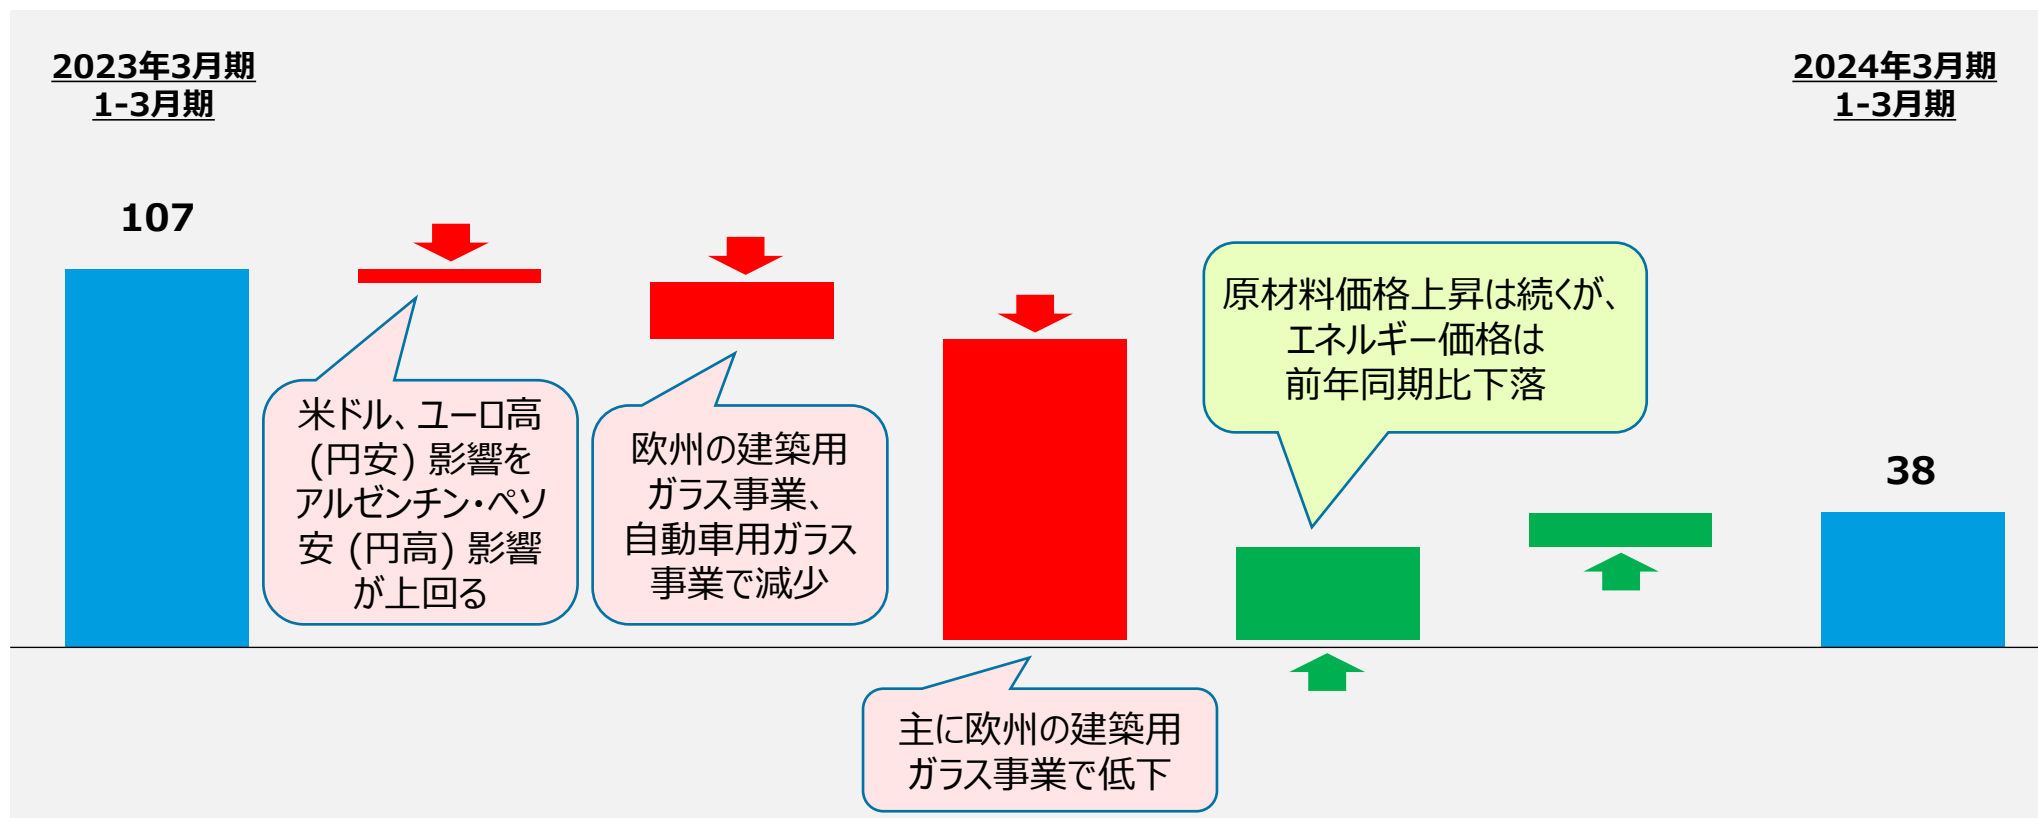 2023年3月期
1-3月期
2024年3月期
1-3月期
107
米ドル、ユーロ高
(円安) 影響を
アルゼンチン・ペソ
安 (円高) 影響
が上回る
欧州の建築用
ガラス事業、
自動車用ガラス
事業で減少
主に欧州の建築用
ガラス事業で低下
原材料価格上昇は続くが、
エネルギー価格は
前年同期比下落
38